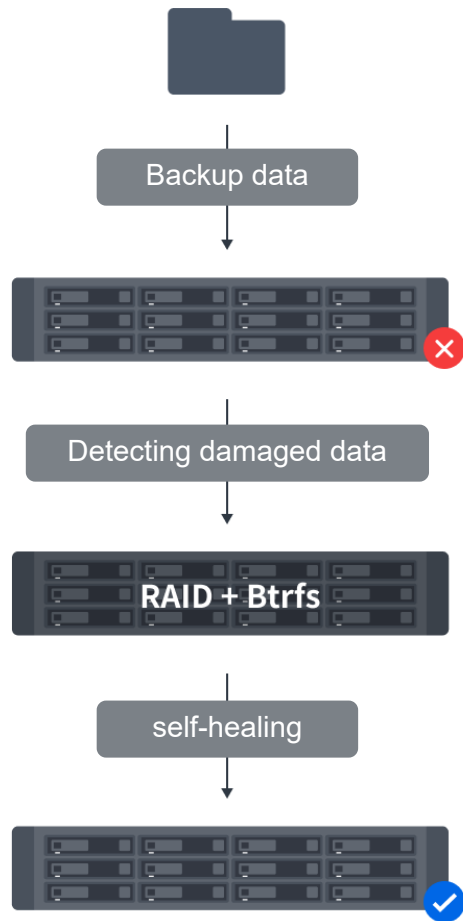 Backup data
Detecting damaged data
RAID + Btrfs
self-healing